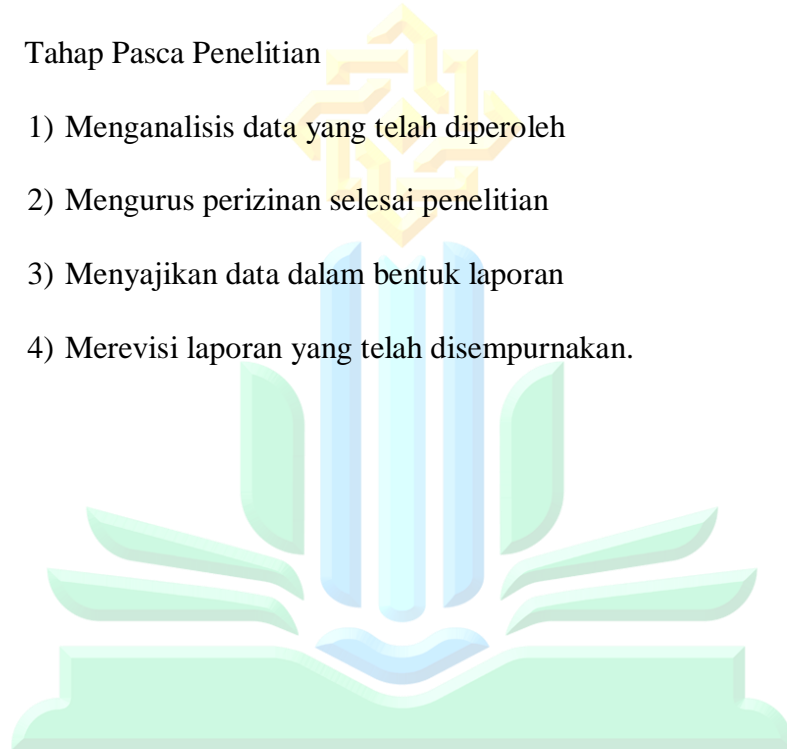 Tahap Pasca Penelitian
1) Menganalisis data yang telah diperoleh
2) Mengurus perizinan selesai penelitian
3) Menyajikan data dalam bentuk laporan
4) Merevisi laporan yang telah disempurnakan.